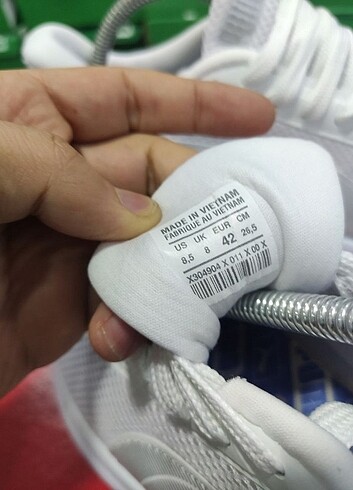 MADE IN VIETNAM
FABRIQUE AU VIETNAM
US UK EUR CM
8,5 8 42 26,5
X304904 X 011 X 00 X